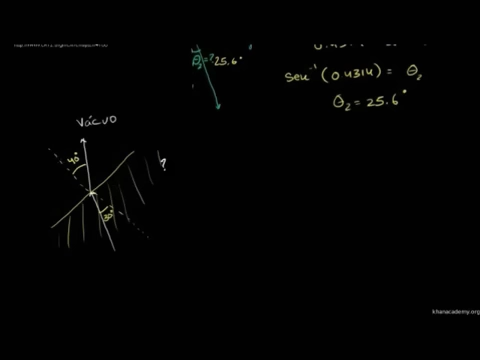 θ₂=? 25.6°
sen⁻¹(0.4314) = θ₂
θ₂ = 25.6°
VÁCUO
40°
?
30°
khanacademy.org